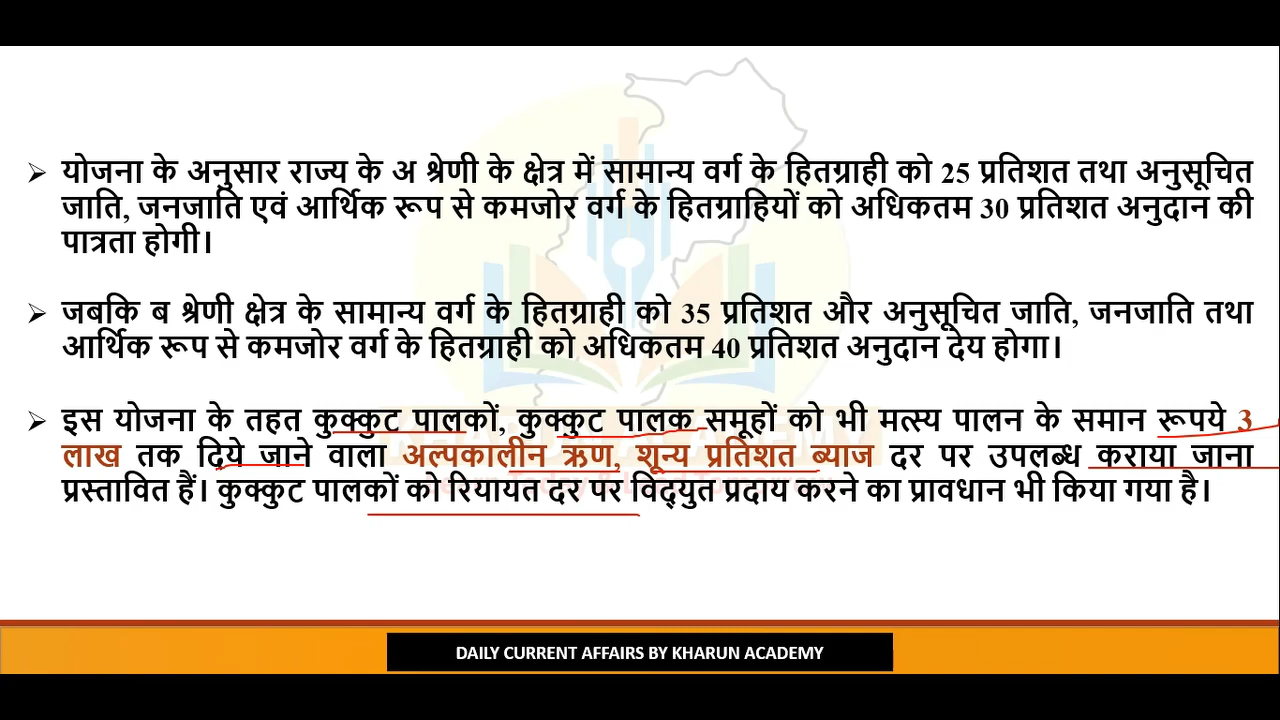 योजना के अनुसार राज्य के अ श्रेणी के क्षेत्र में सामान्य वर्ग के हितग्राही को 25 प्रतिशत तथा अनुसूचित
जाति, जनजाति एवं आर्थिक रूप से कमजोर वर्ग के हितग्राहियों को अधिकतम 30 प्रतिशत अनुदान की
पात्रता होगी।
जबकि ब श्रेणी क्षेत्र के सामान्य वर्ग के हितग्राही को 35 प्रतिशत और अनुसूचित जाति, जनजाति तथा
आर्थिक रूप से कमजोर वर्ग के हितग्राही को अधिकतम 40 प्रतिशत अनुदान देय होगा।
इस योजना के तहत कुक्कुट पालकों, कुक्कुट पालक समूहों को भी मत्स्य पालन के समान रूपये 3
लाख तक दिये जाने वाला अल्पकालीन ऋण, शून्य प्रतिशत ब्याज दर पर उपलब्ध कराया जाना
प्रस्तावित हैं। कुक्कुट पालकों को रियायत दर पर विद्युत प्रदाय करने का प्रावधान भी किया गया है।
DAILY CURRENT AFFAIRS BY KHARUN ACADEMY